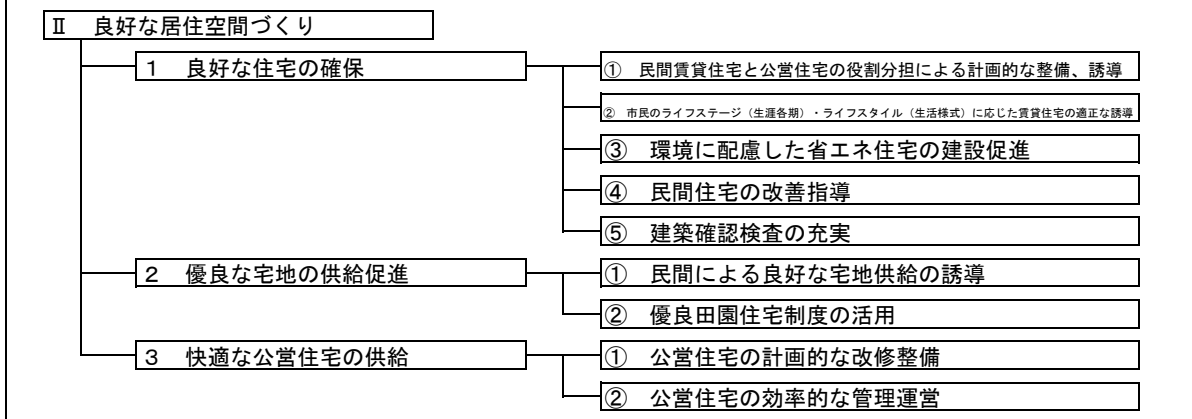 Ⅱ　良好な居住空間づくり
１　良好な住宅の確保
①　民間賃貸住宅と公営住宅の役割分担による計画的な整備、誘導
②　市民のライフステージ（生涯各期）・ライフスタイル（生活様式）に応じた賃貸住宅の適正な誘導
③　環境に配慮した省エネ住宅の建設促進
④　民間住宅の改善指導
⑤　建築確認検査の充実
２　優良な宅地の供給促進
①　民間による良好な宅地供給の誘導
②　優良田園住宅制度の活用
３　快適な公営住宅の供給
①　公営住宅の計画的な改修整備
②　公営住宅の効率的な管理運営